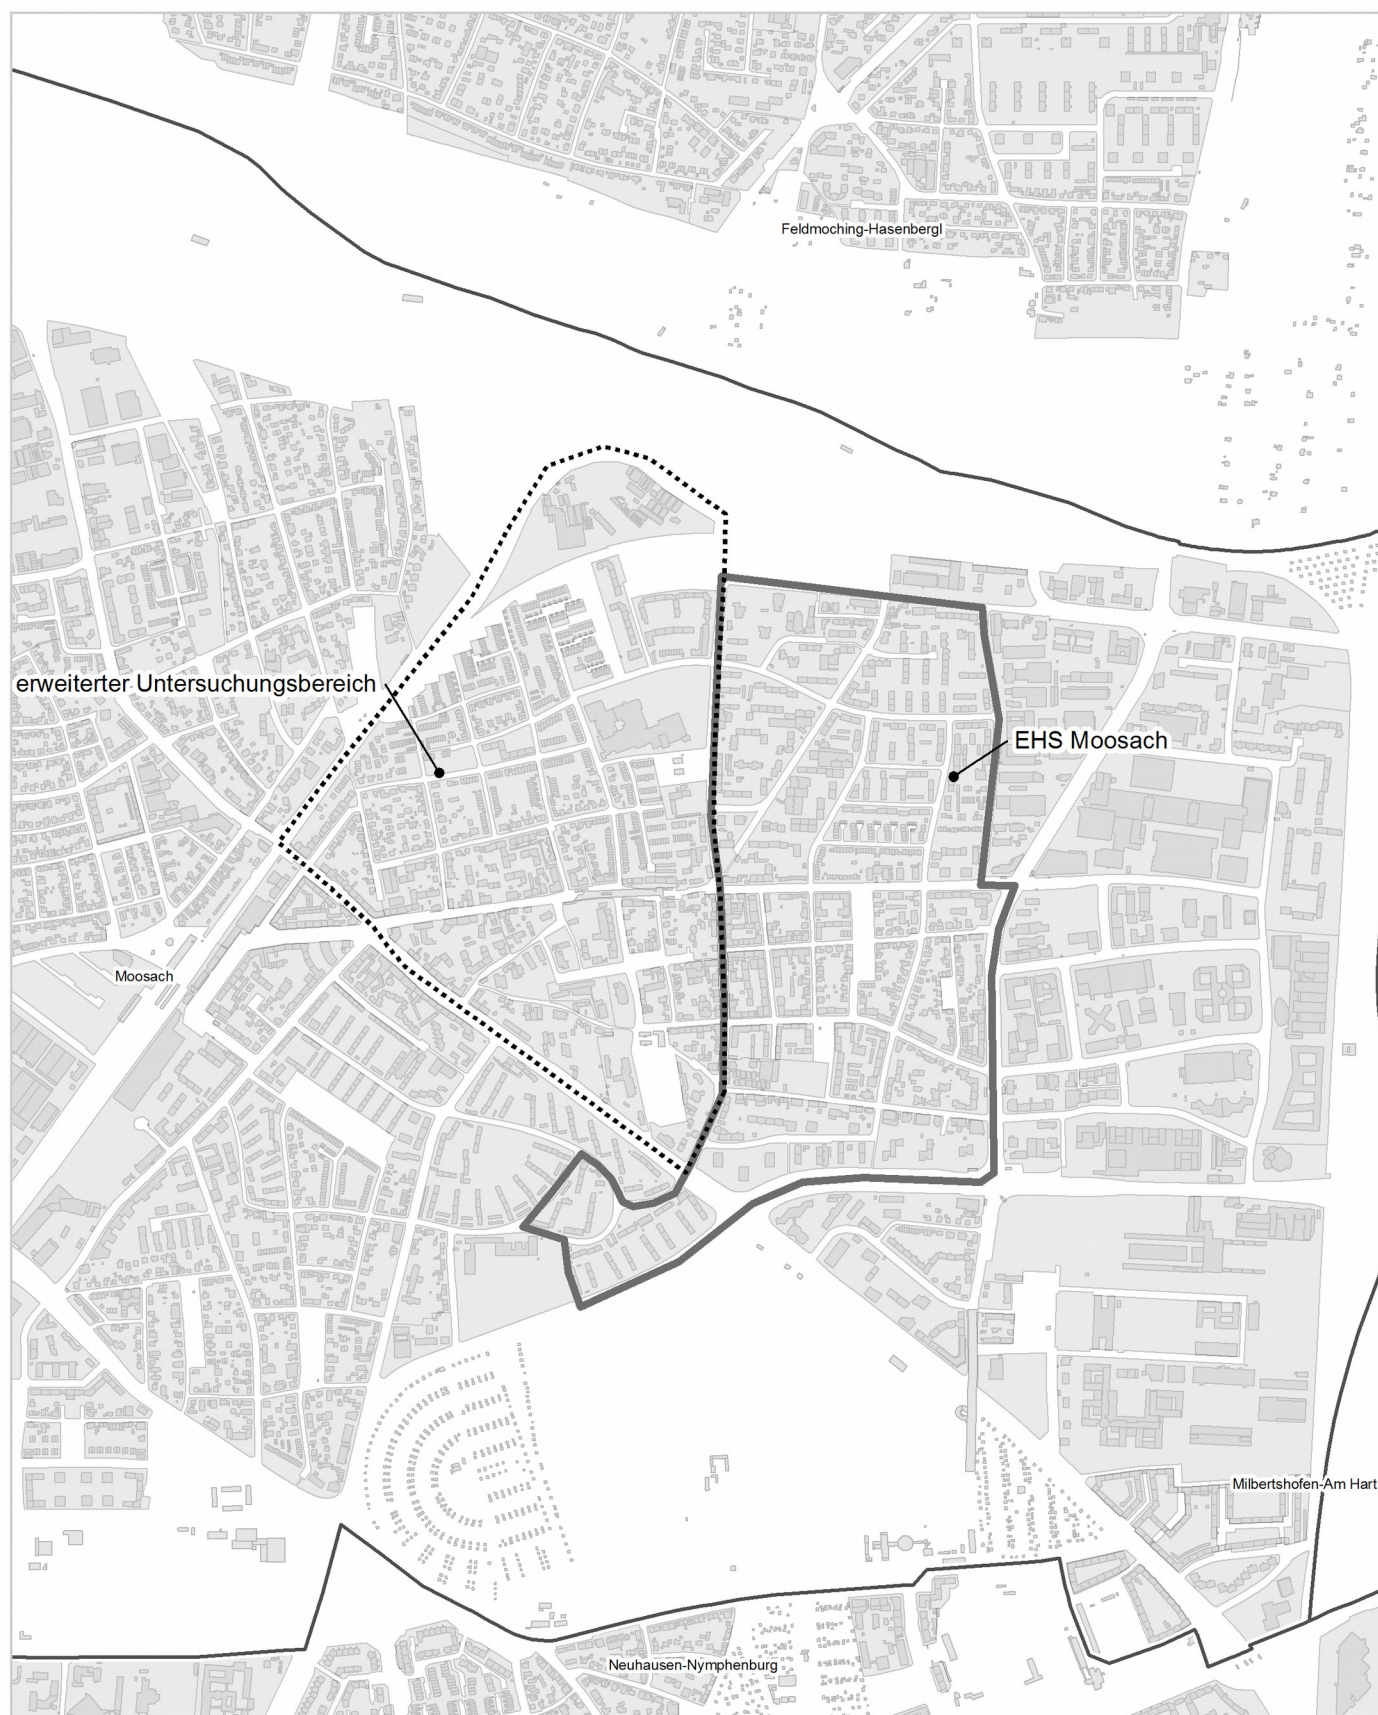 Feldmoching-Hasenbergl
erweiterter Untersuchungsbereich
EHS Moosach
Moosach
Milbertshofen-Am Hart
Neuhausen-Nymphenburg